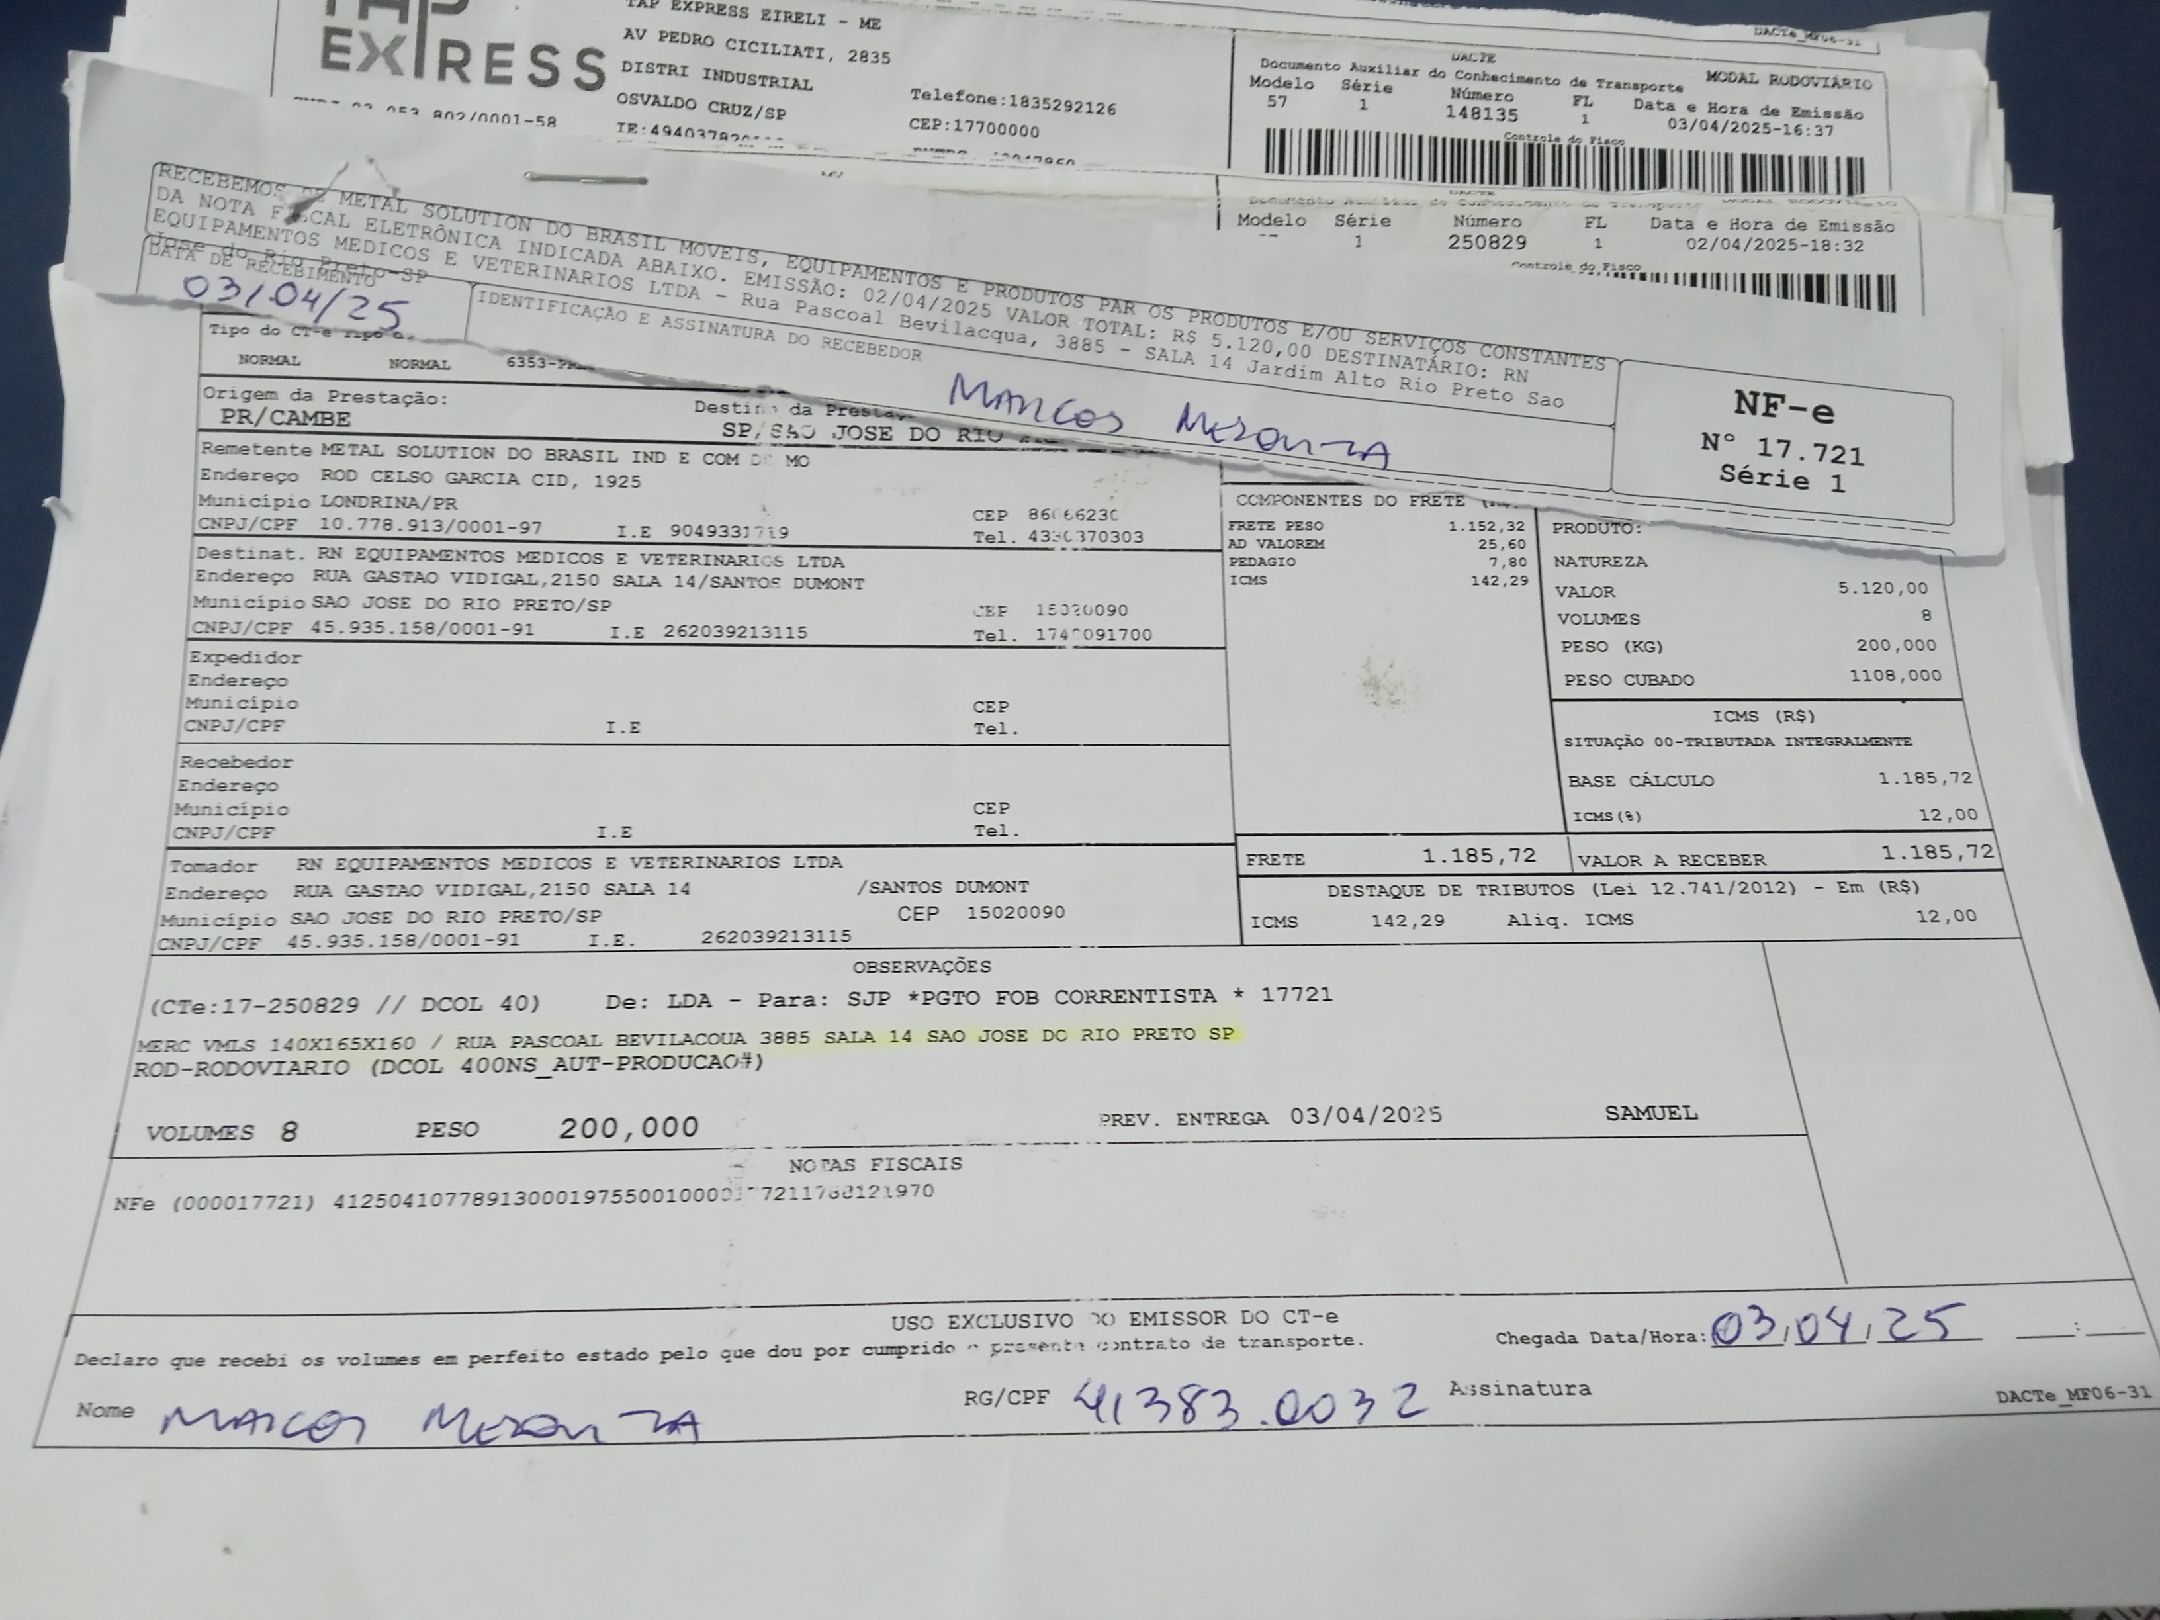 EXPRESS
TAP EXPRESS EIRELI - ME
AV PEDRO CICILIATI, 2835
DISTRI INDUSTRIAL
OSVALDO CRUZ/SP
Telefone:1835292126
CEP:17700000
DACTe_MF06-31
DACTE
Documento Auxiliar do Conhecimento de Transporte MODAL RODOVIÁRIO
Modelo Série Número FL Data e Hora de Emissão
57 1 148135 1 03/04/2025-16:37
Controle do Fisco
Modelo Série Número FL Data e Hora de Emissão
1 250829 1 02/04/2025-18:32
Controle do Fisco
RECEBEMOS DE METAL SOLUTION DO BRASIL MOVEIS, EQUIPAMENTOS E PRODUTOS PAR OS PRODUTOS E/OU SERVIÇOS CONSTANTES
DA NOTA FISCAL ELETRÔNICA INDICADA ABAIXO. EMISSÃO: 02/04/2025 VALOR TOTAL: R$ 5.120,00 DESTINATÁRIO: RN
EQUIPAMENTOS MEDICOS E VETERINARIOS LTDA - Rua Pascoal Bevilacqua, 3885 - SALA 14 Jardim Alto Rio Preto Sao
Jose do Rio Preto-SP
DATA DE RECEBIMENTO
03/04/25
IDENTIFICAÇÃO E ASSINATURA DO RECEBEDOR
MARCOS
NF-e
N° 17.721
Série 1
Tipo do CT-e
NORMAL NORMAL
Origem da Prestação:
PR/CAMBE
Destino da
SP/SAO JOSE DO RIO
Remetente METAL SOLUTION DO BRASIL IND E COM DE MO
Endereço ROD CELSO GARCIA CID, 1925
Município LONDRINA/PR CEP
CNPJ/CPF 10.778.913/0001-97 I.E Tel.
Destinat. RN EQUIPAMENTOS MEDICOS E VETERINARIOS LTDA
Endereço RUA GASTAO VIDIGAL,2150 SALA 14/SANTOS DUMONT
Município SAO JOSE DO RIO PRETO/SP CEP 15020090
CNPJ/CPF 45.935.158/0001-91 I.E 262039213115 Tel.
Expedidor
Endereço
Município CEP
CNPJ/CPF I.E Tel.
Recebedor
Endereço
Município CEP
CNPJ/CPF I.E Tel.
Tomador RN EQUIPAMENTOS MEDICOS E VETERINARIOS LTDA
Endereço RUA GASTAO VIDIGAL,2150 SALA 14 /SANTOS DUMONT
Município SAO JOSE DO RIO PRETO/SP CEP 15020090
CNPJ/CPF 45.935.158/0001-91 I.E. 262039213115
COMPONENTES DO FRETE
FRETE PESO 1.152,32
AD VALOREM 25,60
PEDAGIO 7,80
ICMS 142,29
PRODUTO:
NATUREZA
VALOR 5.120,00
VOLUMES 8
PESO (KG) 200,000
PESO CUBADO 1108,000
ICMS (R$)
SITUAÇÃO 00-TRIBUTADA INTEGRALMENTE
BASE CÁLCULO 1.185,72
ICMS(%) 12,00
FRETE 1.185,72 VALOR A RECEBER 1.185,72
DESTAQUE DE TRIBUTOS (Lei 12.741/2012) - Em (R$)
ICMS 142,29 Aliq. ICMS 12,00
OBSERVAÇÕES
(CTe:17-250829 // DCOL 40) De: LDA - Para: SJP *PGTO FOB CORRENTISTA * 17721
MERC VMLS 140X165X160 / RUA PASCOAL BEVILACQUA 3885 SALA 14 SAO JOSE DO RIO PRETO SP
ROD-RODOVIARIO (DCOL 400NS_AUT-PRODUCAO#)
VOLUMES 8 PESO 200,000 PREV. ENTREGA 03/04/2025 SAMUEL
NOTAS FISCAIS
NFe (000017721)
USO EXCLUSIVO DO EMISSOR DO CT-e
Declaro que recebi os volumes em perfeito estado pelo que dou por cumprido o presente contrato de transporte.
Chegada Data/Hora: 03/04/25 __:__
Nome MARCOS
RG/CPF 41383.0032 Assinatura
DACTe_MF06-31